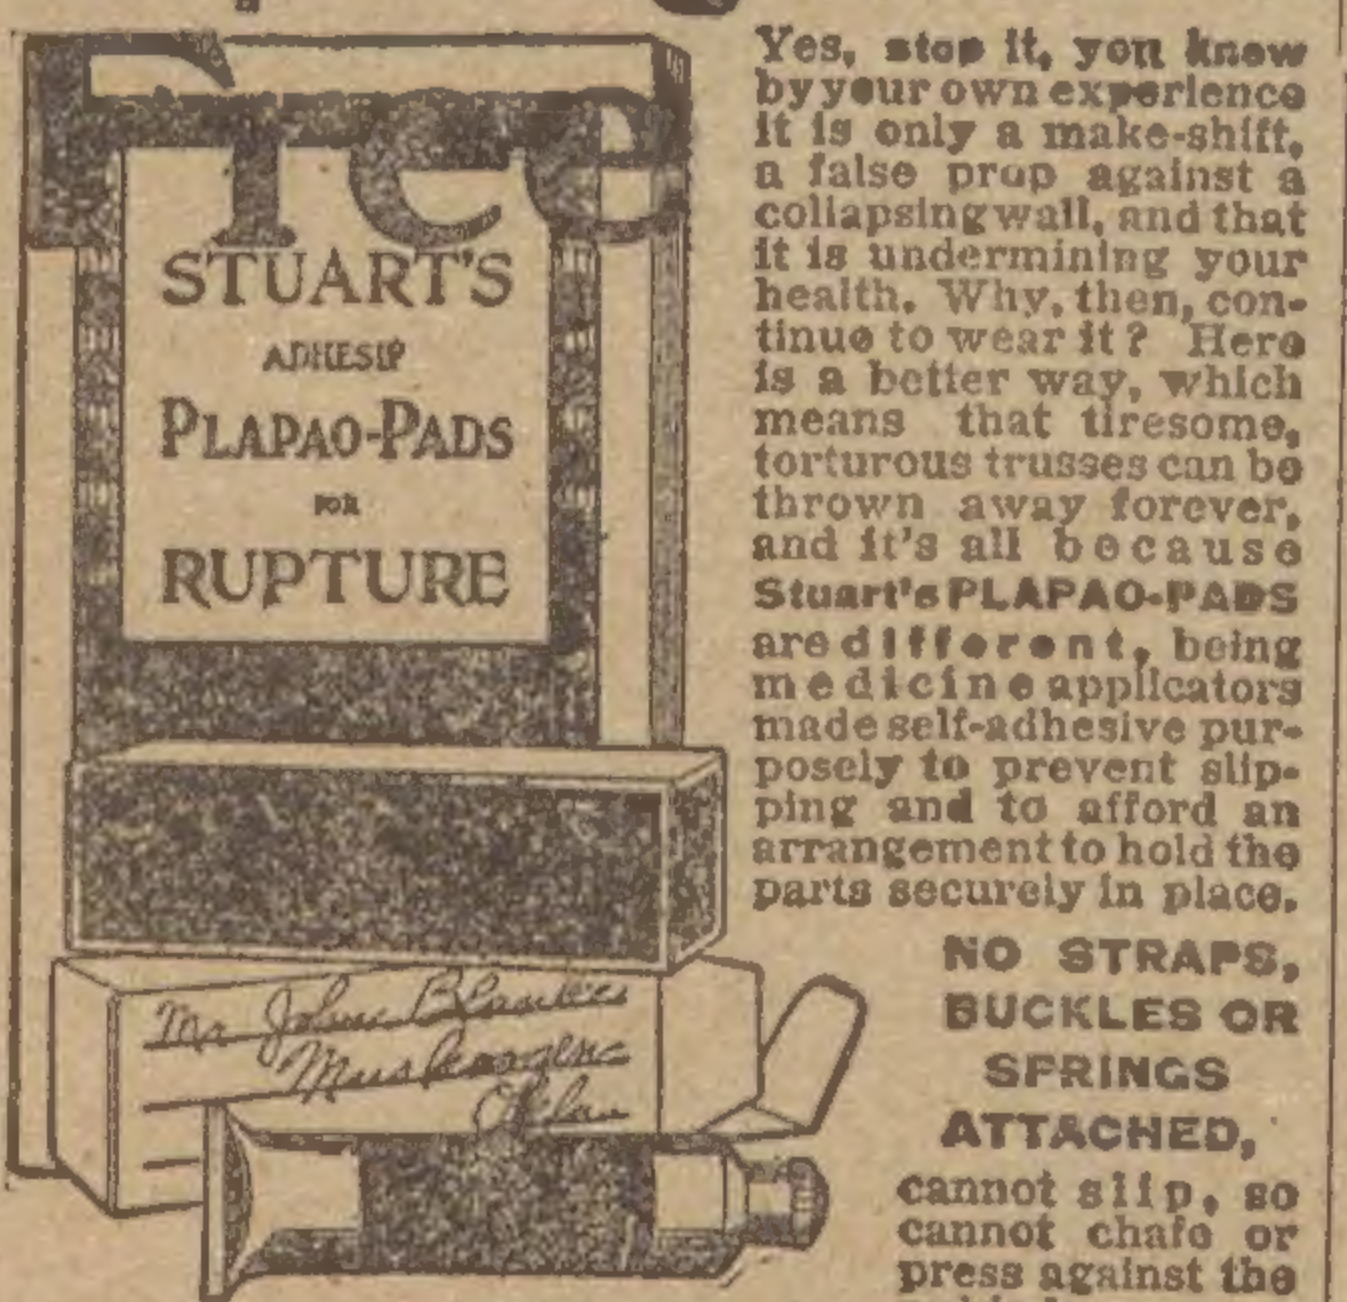 Free
STUART'S
ADHESIF
PLAPAO-PADS
FOR
RUPTURE
Mr John Blankes
Muskoogene
Okla
Yes, stop it, you know
by your own experience
it is only a make-shift,
a false prop against a
collapsing wall, and that
it is undermining your
health. Why, then, con-
tinue to wear it? Here
is a better way, which
means that tiresome,
torturous trusses can be
thrown away forever,
and it's all because
Stuart's PLAPAO-PADS
are different, being
medicine applicators
made self-adhesive pur-
posely to prevent slip-
ping and to afford an
arrangement to hold the
parts securely in place.
NO STRAPS,
BUCKLES OR
SPRINGS
ATTACHED,
cannot slip, so
cannot chafe or
press against the